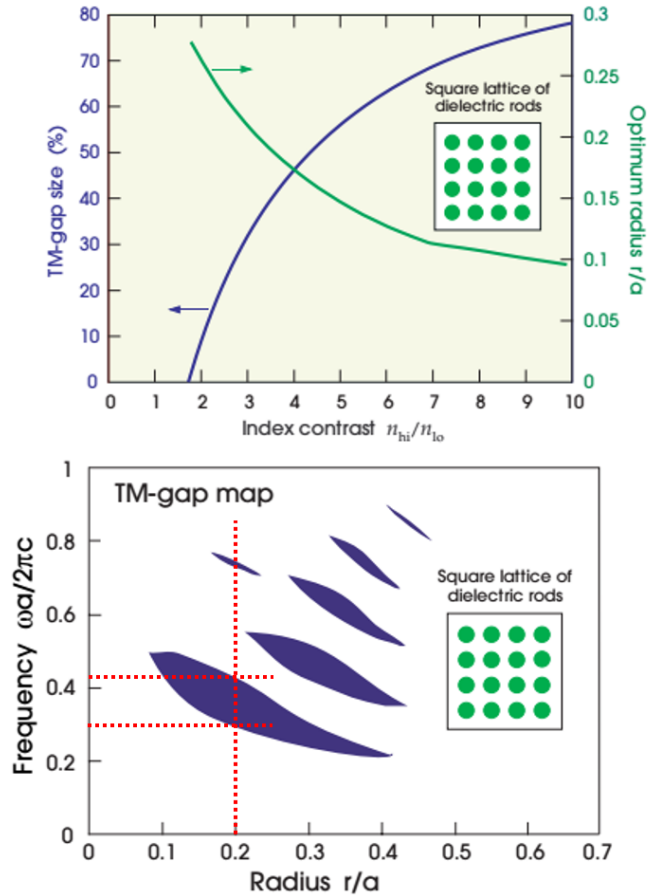 80
70
60
50
40
30
20
10
0
TM-gap size (%)
0.3
0.25
0.2
0.15
0.1
0.05
0
Optimum radius r/a
Square lattice of
dielectric rods
0 1 2 3 4 5 6 7 8 9 10
Index contrast n_hi/n_lo
1
0.8
0.6
0.4
0.2
0
Frequency ωa/2πc
TM-gap map
Square lattice of
dielectric rods
0 0.1 0.2 0.3 0.4 0.5 0.6 0.7
Radius r/a